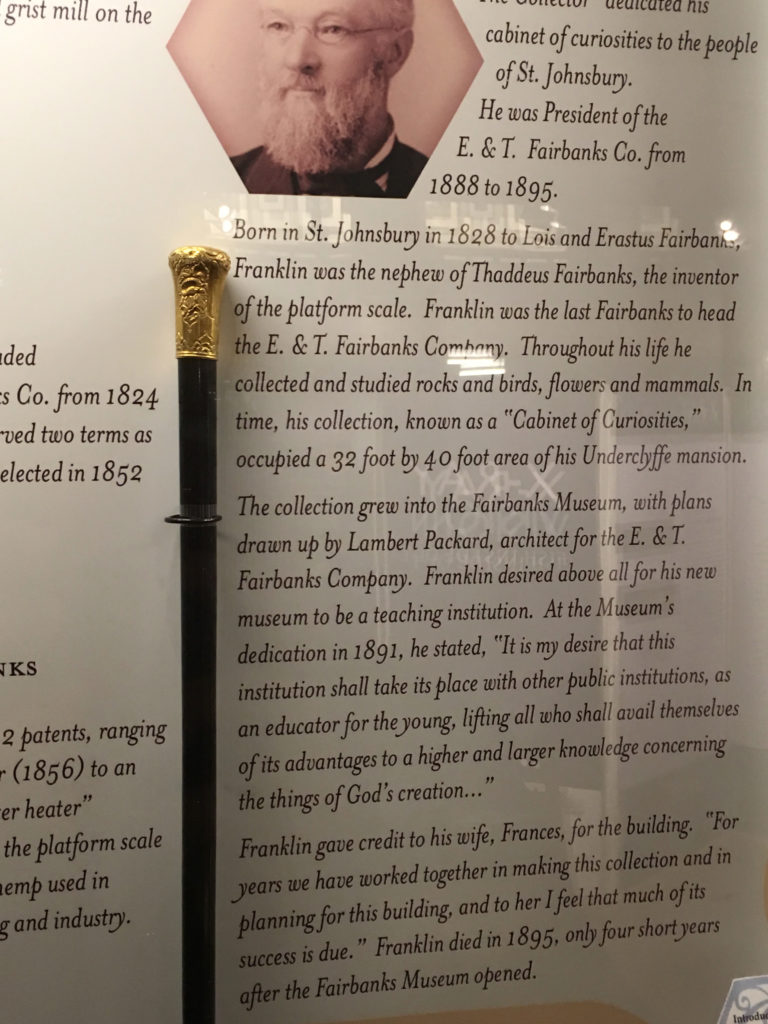 grist mill on the
The Collector" dedicated his
cabinet of curiosities to the people
of St. Johnsbury.
He was President of the
E. & T. Fairbanks Co. from
1888 to 1895.
Born in St. Johnsbury in 1828 to Lois and Erastus Fairbanks,
Franklin was the nephew of Thaddeus Fairbanks, the inventor
of the platform scale. Franklin was the last Fairbanks to head
the E. & T. Fairbanks Company. Throughout his life he
collected and studied rocks and birds, flowers and mammals. In
time, his collection, known as a "Cabinet of Curiosities,"
occupied a 32 foot by 40 foot area of his Underclyffe mansion.
The collection grew into the Fairbanks Museum, with plans
drawn up by Lambert Packard, architect for the E. & T.
Fairbanks Company. Franklin desired above all for his new
museum to be a teaching institution. At the Museum's
dedication in 1891, he stated, "It is my desire that this
institution shall take its place with other public institutions, as
an educator for the young, lifting all who shall avail themselves
of its advantages to a higher and larger knowledge concerning
the things of God's creation..."
Franklin gave credit to his wife, Frances, for the building. "For
years we have worked together in making this collection and in
planning for this building, and to her I feel that much of its
success is due." Franklin died in 1895, only four short years
after the Fairbanks Museum opened.
Co. from 1824
two terms as
elected in 1852
2 patents, ranging
(1856) to an
heater"
the platform scale
hemp used in
and industry.